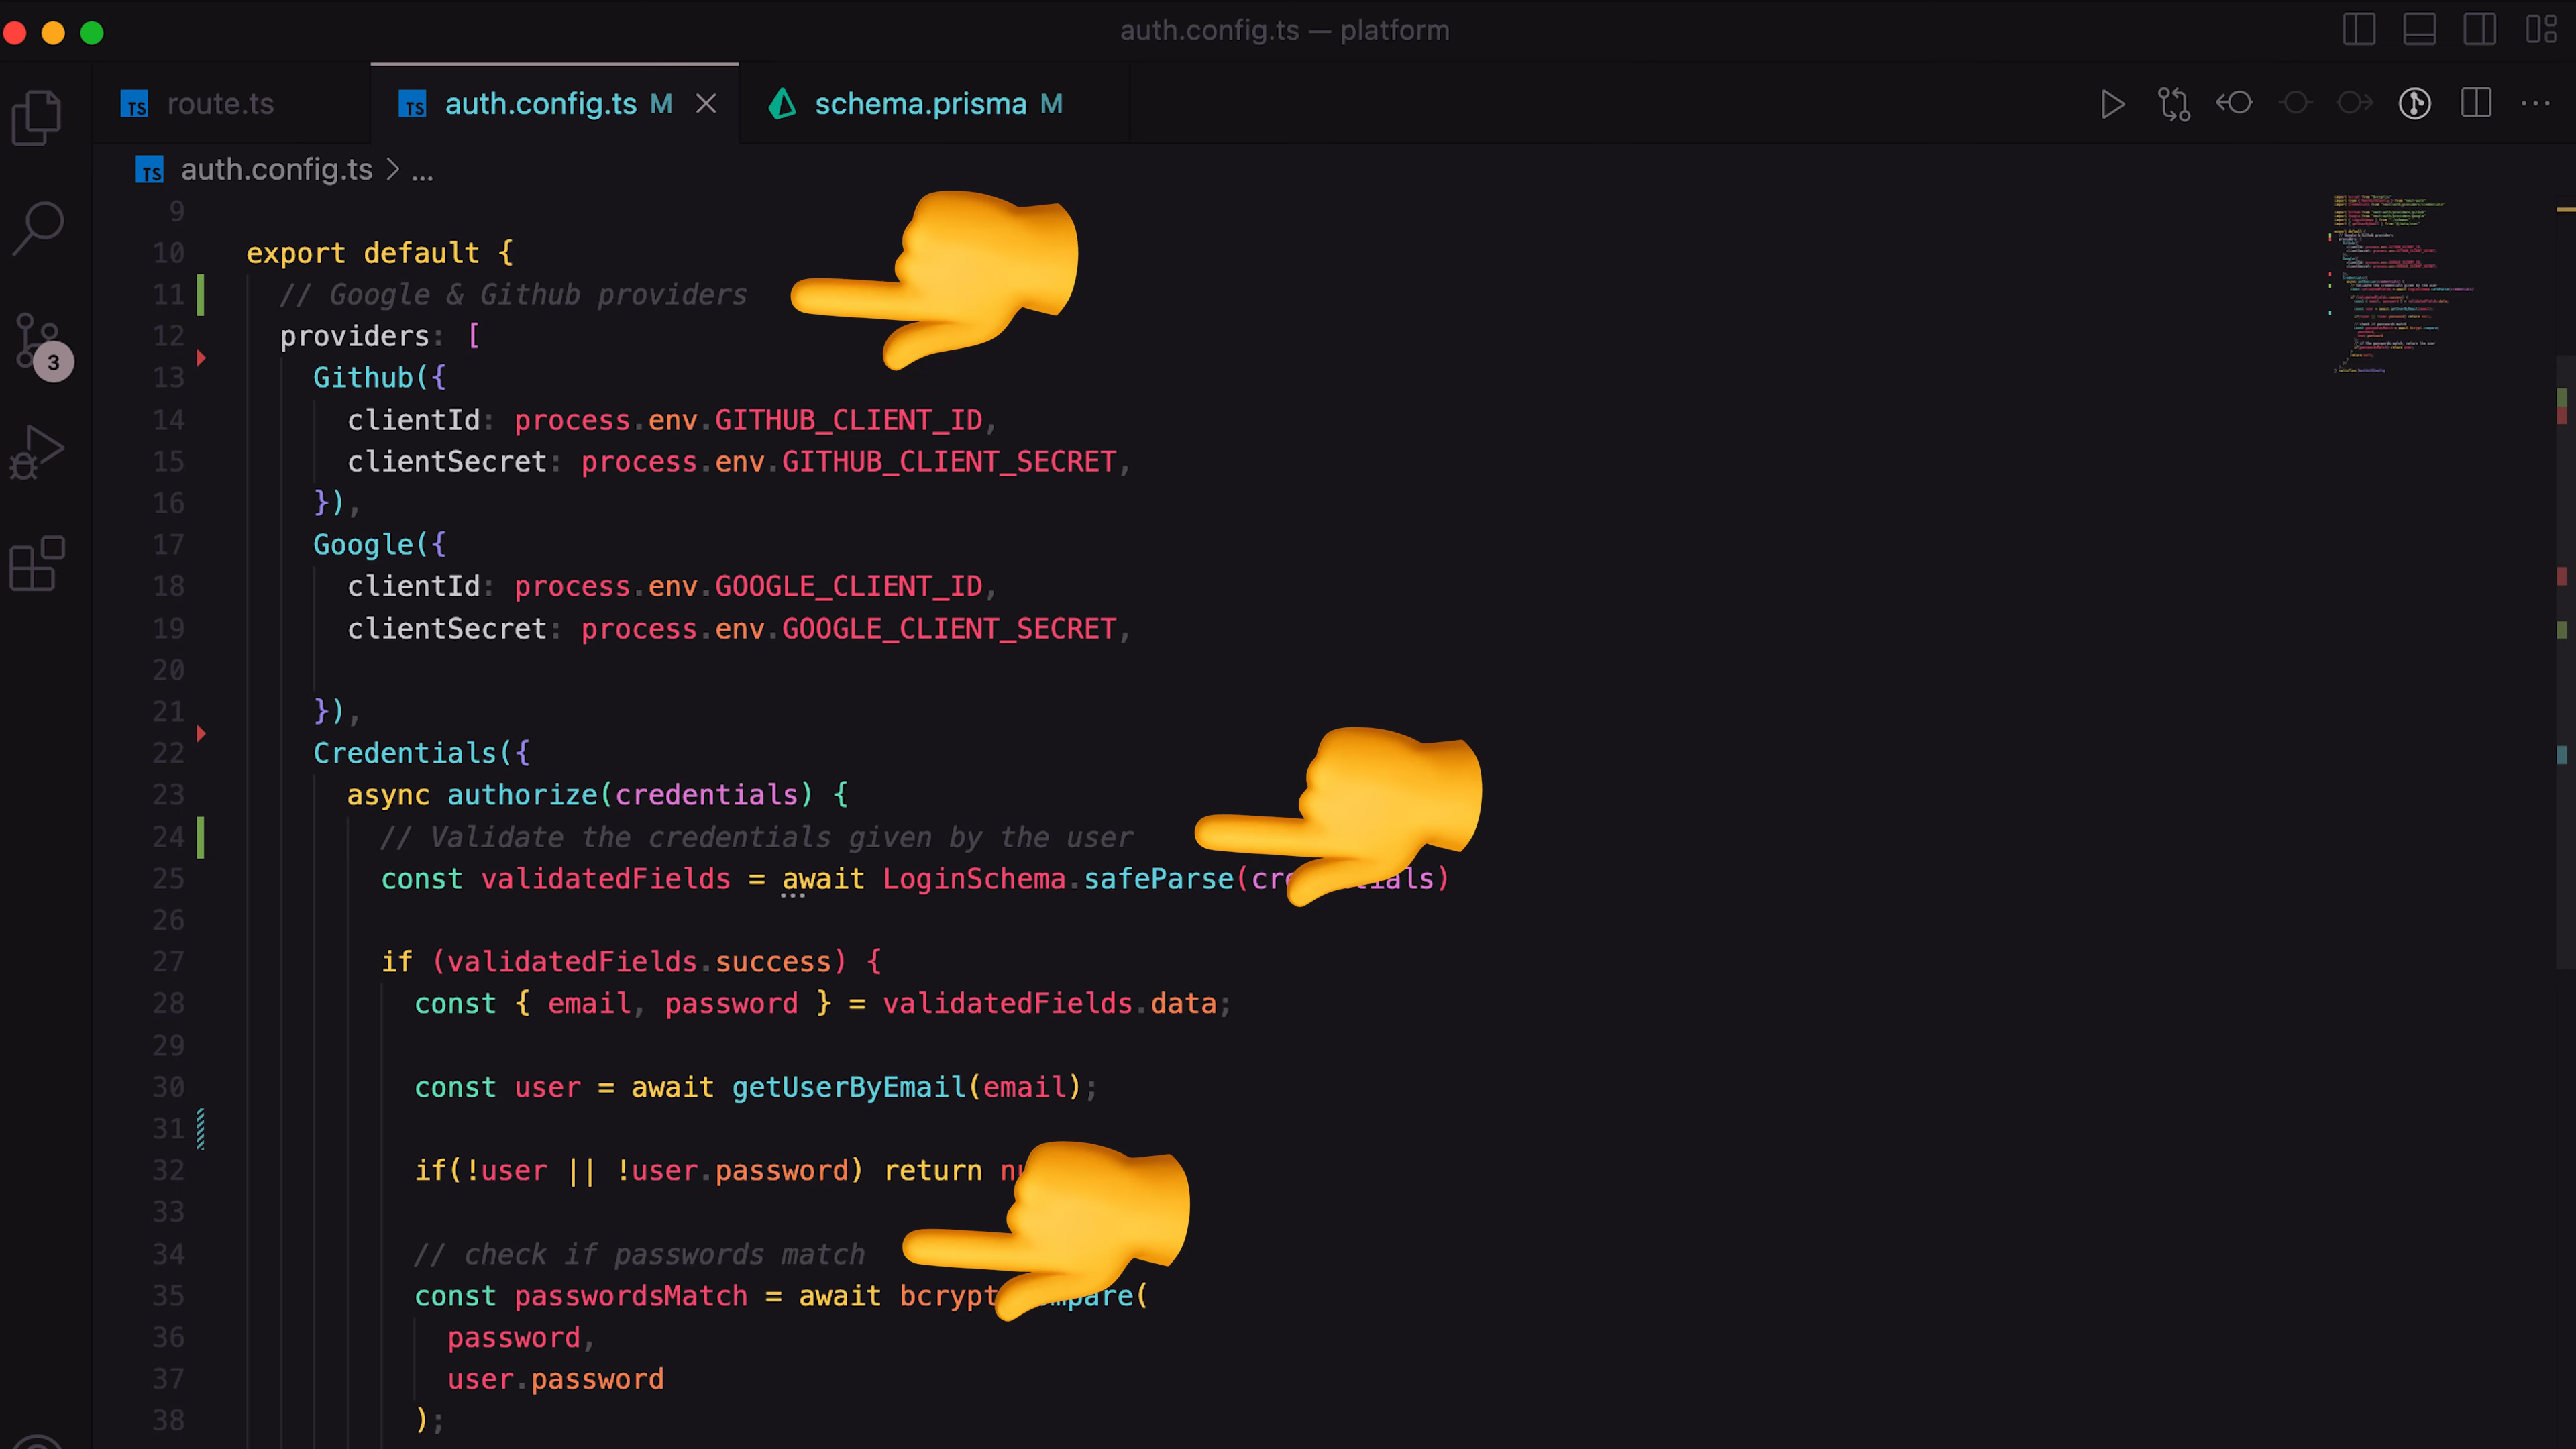 auth.config.ts — platform
TS route.ts
TS auth.config.ts M
schema.prisma M
TS auth.config.ts > ...
3
9
10 export default {
11 // Google & Github providers
12 providers: [
13 Github({
14 clientId: process.env.GITHUB_CLIENT_ID,
15 clientSecret: process.env.GITHUB_CLIENT_SECRET,
16 }),
17 Google({
18 clientId: process.env.GOOGLE_CLIENT_ID,
19 clientSecret: process.env.GOOGLE_CLIENT_SECRET,
20
21 }),
22 Credentials({
23 async authorize(credentials) {
24 // Validate the credentials given by the user
25 const validatedFields = await LoginSchema.safeParse(
26
27 if (validatedFields.success) {
28 const { email, password } = validatedFields.data;
29
30 const user = await getUserByEmail(email);
31
32 if(!user || !user.password) return
33
34 // check if passwords match
35 const passwordsMatch = await bcrypt
36 password,
37 user.password
38 );